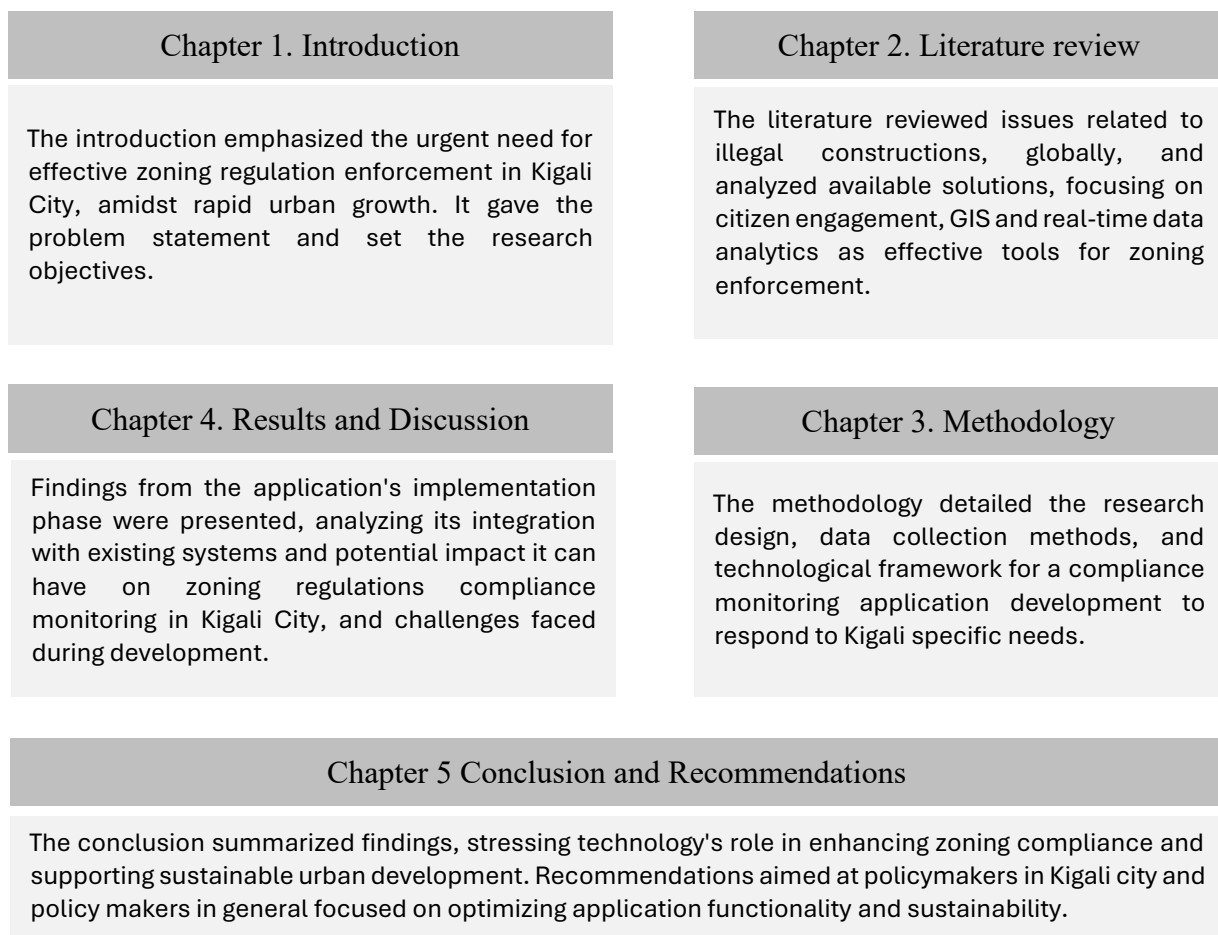 Chapter 1. Introduction
The introduction emphasized the urgent need for
effective zoning regulation enforcement in Kigali
City, amidst rapid urban growth. It gave the
problem statement and set the research
objectives.
Chapter 2. Literature review
The literature reviewed issues related to
illegal constructions, globally, and
analyzed available solutions, focusing on
citizen engagement, GIS and real-time data
analytics as effective tools for zoning
enforcement.
Chapter 4. Results and Discussion
Findings from the application's implementation
phase were presented, analyzing its integration
with existing systems and potential impact it can
have on zoning regulations compliance
monitoring in Kigali City, and challenges faced
during development.
Chapter 3. Methodology
The methodology detailed the research
design, data collection methods, and
technological framework for a compliance
monitoring application development to
respond to Kigali specific needs.
Chapter 5 Conclusion and Recommendations
The conclusion summarized findings, stressing technology's role in enhancing zoning compliance and
supporting sustainable urban development. Recommendations aimed at policymakers in Kigali city and
policy makers in general focused on optimizing application functionality and sustainability.